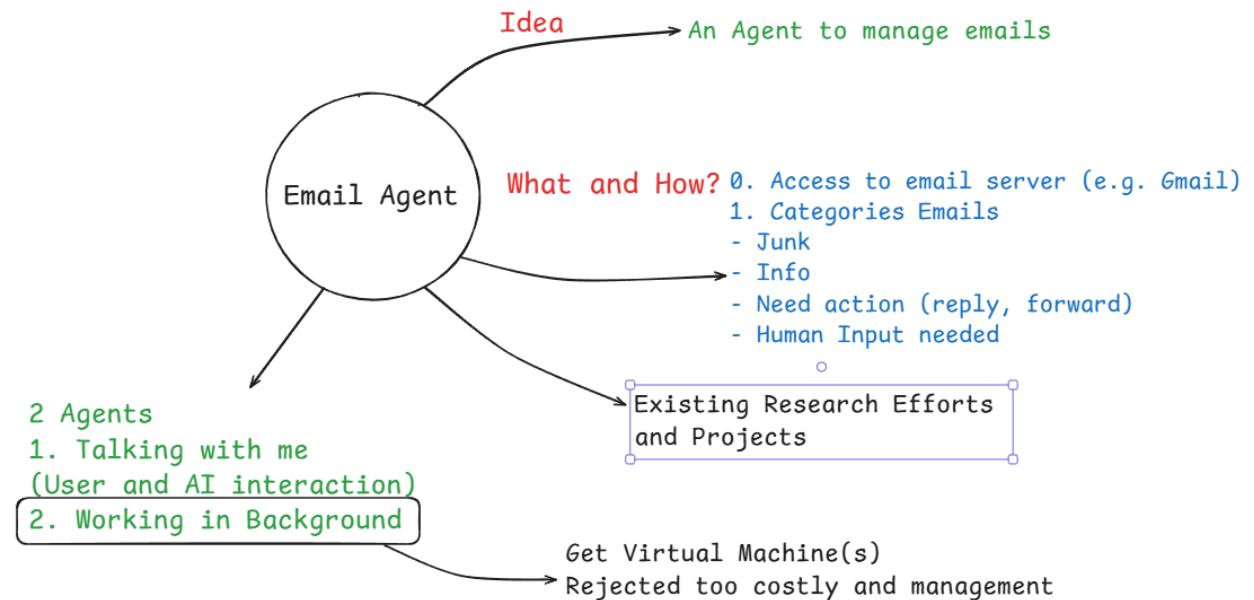 Idea
An Agent to manage emails
Email Agent
What and How?
0. Access to email server (e.g. Gmail)
1. Categories Emails
- Junk
- Info
- Need action (reply, forward)
- Human Input needed
Existing Research Efforts
and Projects
2 Agents
1. Talking with me
(User and AI interaction)
2. Working in Background
Get Virtual Machine(s)
Rejected too costly and management